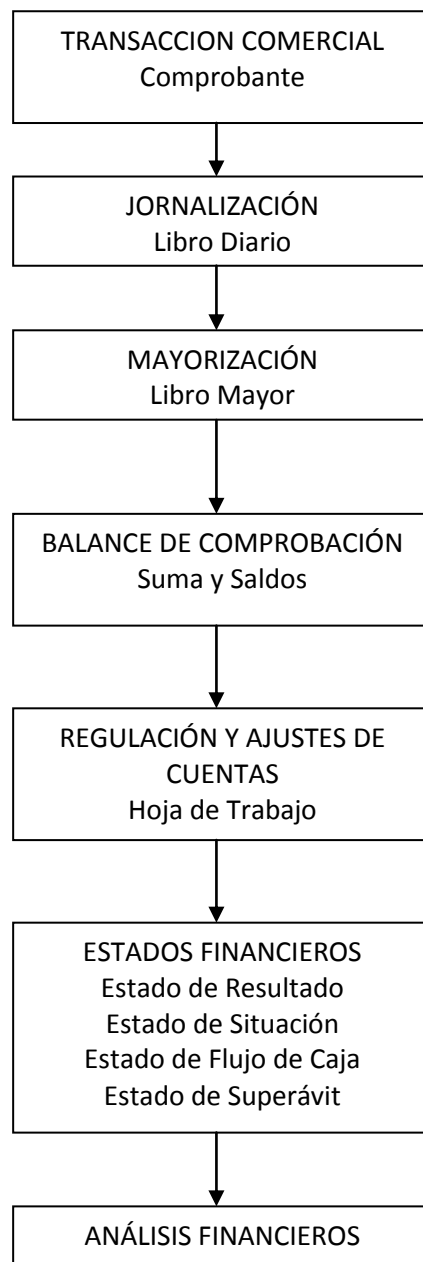 TRANSACCION COMERCIAL
Comprobante
JORNALIZACIÓN
Libro Diario
MAYORIZACIÓN
Libro Mayor
BALANCE DE COMPROBACIÓN
Suma y Saldos
REGULACIÓN Y AJUSTES DE
CUENTAS
Hoja de Trabajo
ESTADOS FINANCIEROS
Estado de Resultado
Estado de Situación
Estado de Flujo de Caja
Estado de Superávit
ANÁLISIS FINANCIEROS